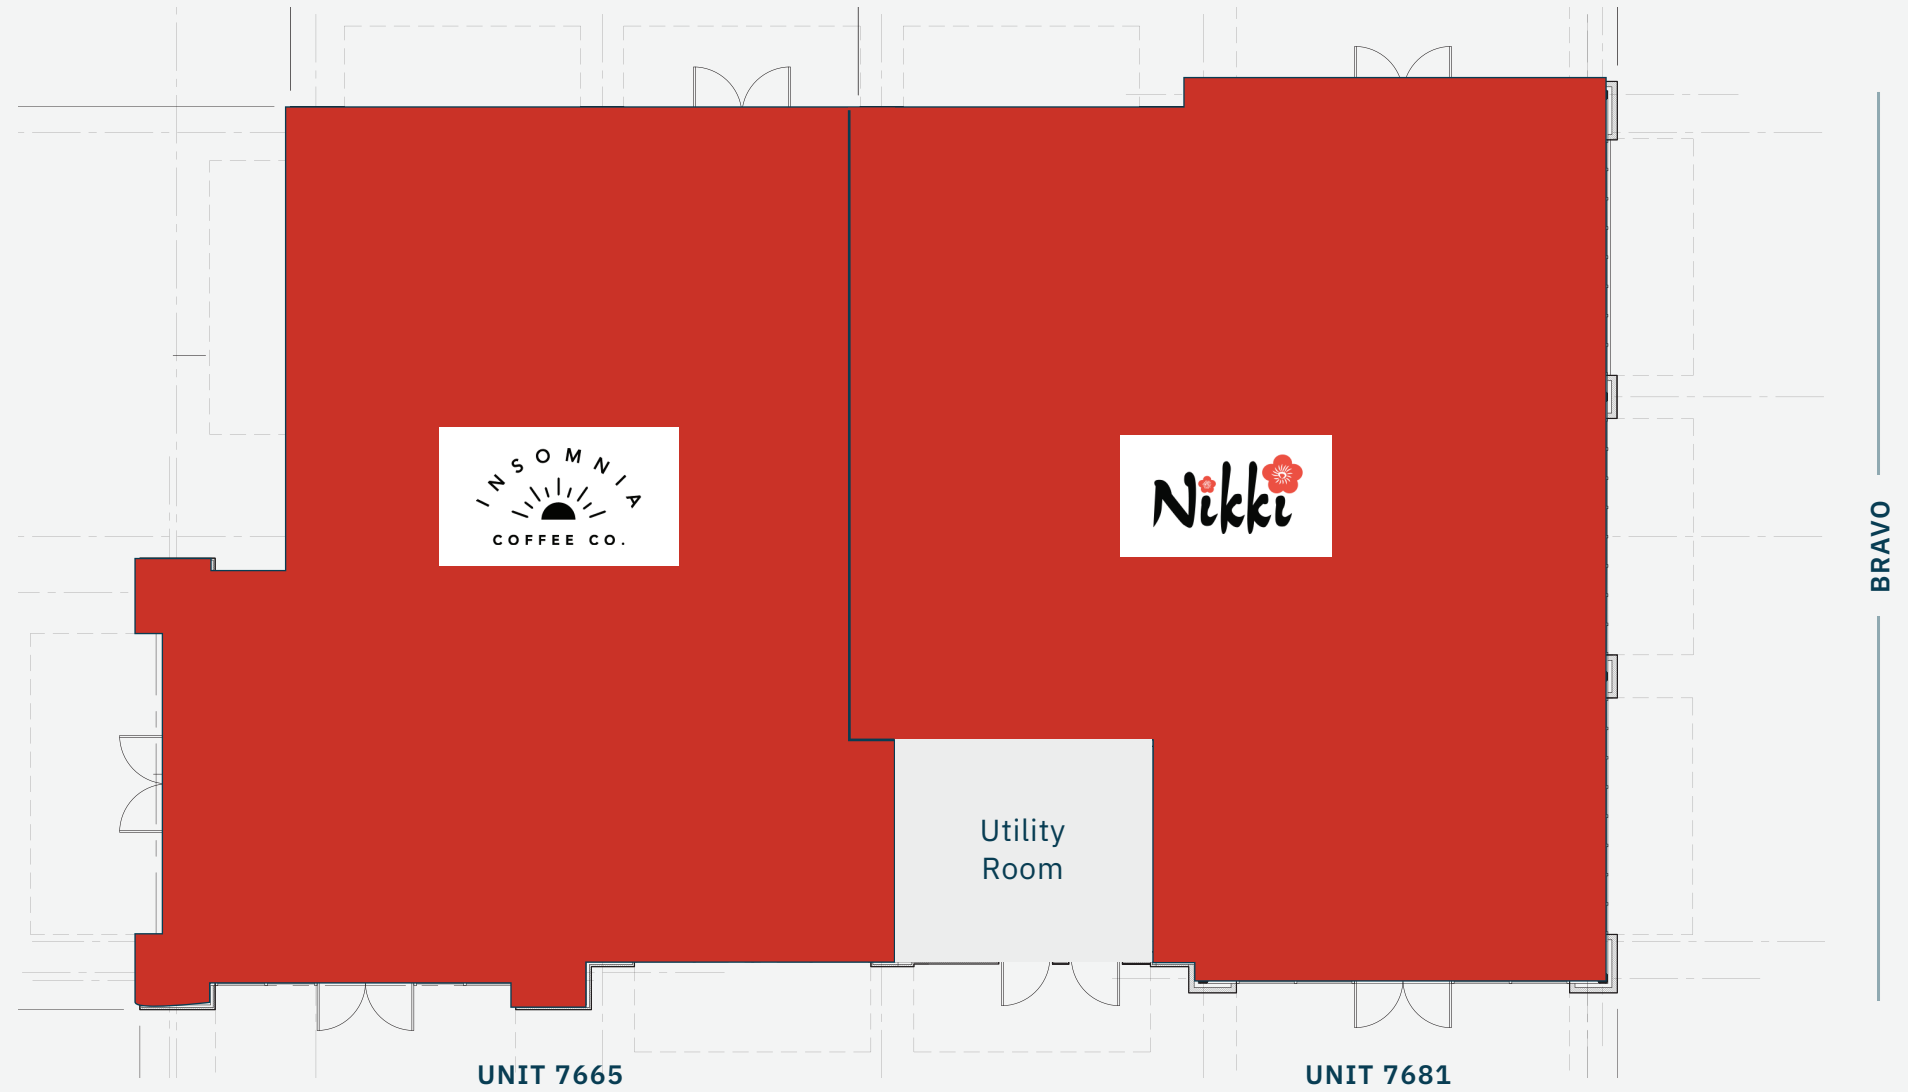 INSOMNIA
COFFEE CO.
Nikki
Utility
Room
BRAVO
UNIT 7665
UNIT 7681